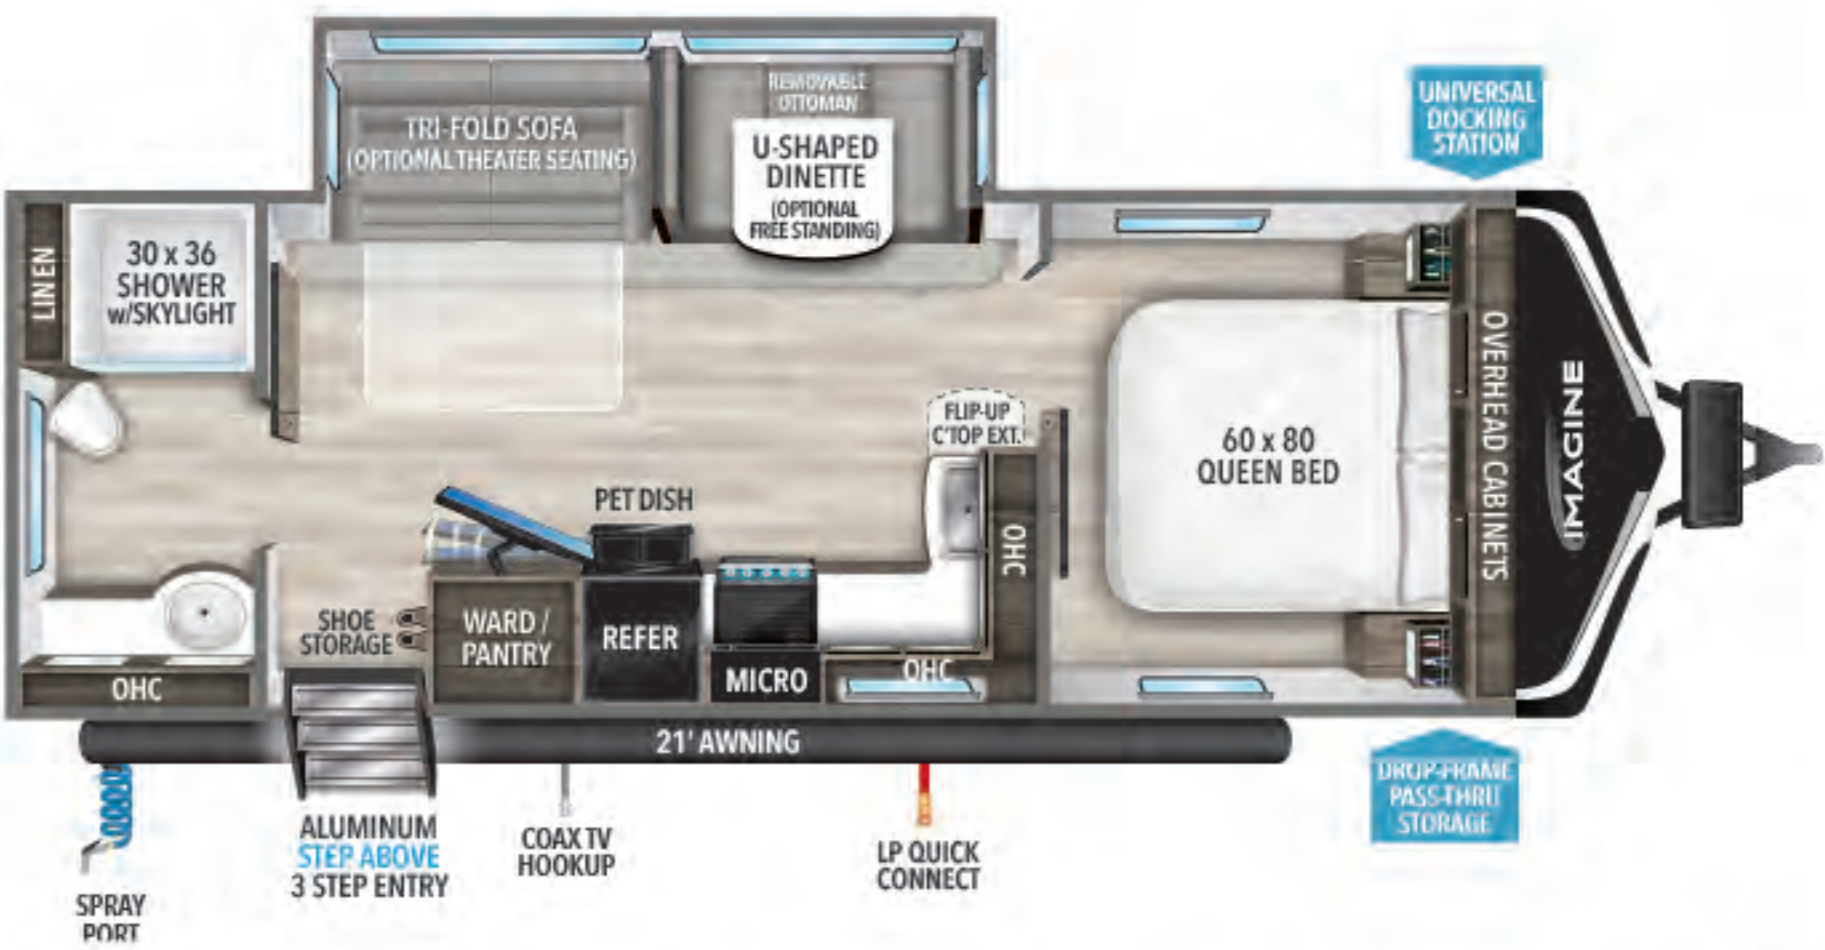 REMOVABLE
OTTOMAN
TRI-FOLD SOFA
(OPTIONAL THEATER SEATING)
U-SHAPED
DINETTE
(OPTIONAL
FREE STANDING)
UNIVERSAL
DOCKING
STATION
LINEN
30 x 36
SHOWER
w/SKYLIGHT
OVERHEAD CABINETS
IMAGINE
FLIP-UP
C'TOP EXT.
60 x 80
QUEEN BED
PET DISH
OHC
SHOE
STORAGE
WARD /
PANTRY
REFER
MICRO
OHC
OHC
21' AWNING
DROP-FRAME
PASS-THRU
STORAGE
ALUMINUM
STEP ABOVE
3 STEP ENTRY
COAX TV
HOOKUP
LP QUICK
CONNECT
SPRAY
PORT